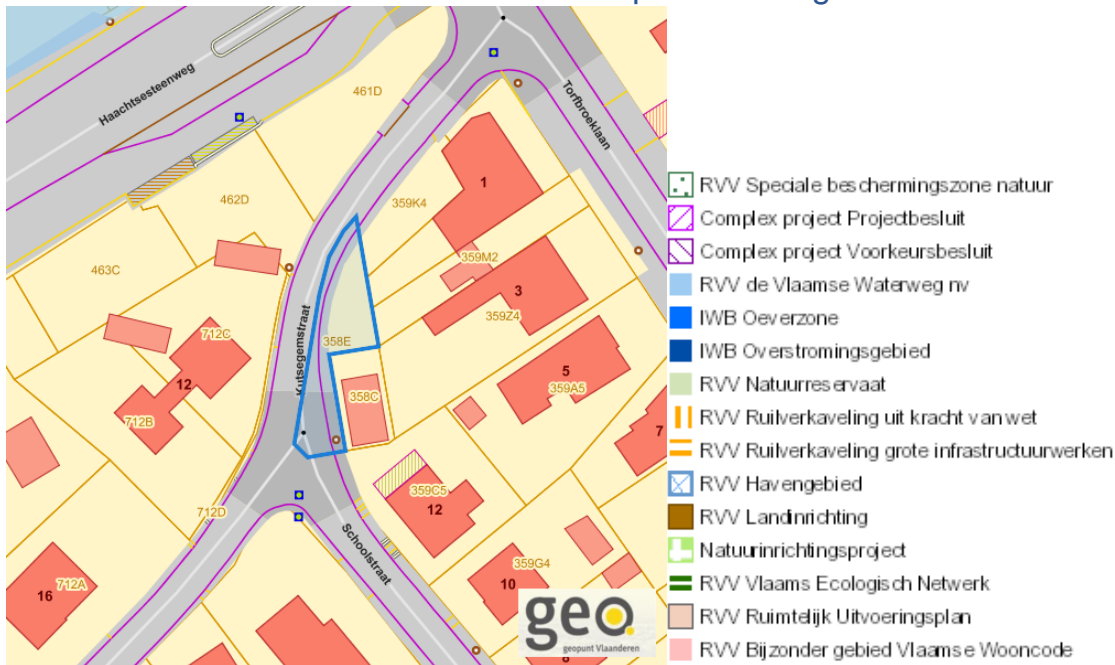 Haachtsesteenweg
461D
Torfbroeklaan
462D
359K4
1
463C
359M2
3
359Z4
Kutsegemstraat
358E
712C
12
712B
358C
5
359A5
7
712D
359C5
12
Schoolstraat
16
712A
359G4
10
geo
geopunt Vlaanderen
RVV Speciale beschermingszone natuur
Complex project Projectbesluit
Complex project Voorkeursbesluit
RVV de Vlaamse Waterweg nv
IWB Oeverzone
IWB Overstromingsgebied
RVV Natuurreservaat
RVV Ruilverkaveling uit kracht van wet
RVV Ruilverkaveling grote infrastructuurwerken
RVV Havengebied
RVV Landinrichting
Natuurinrichtingsproject
RVV Vlaams Ecologisch Netwerk
RVV Ruimtelijk Uitvoeringsplan
RVV Bijzonder gebied Vlaamse Wooncode